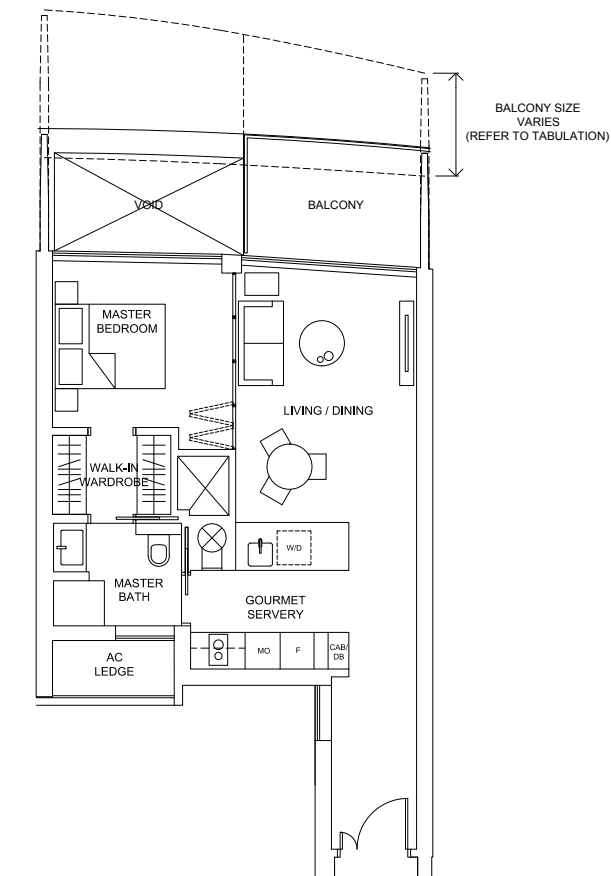 BALCONY SIZE
VARIES
(REFER TO TABULATION)
VOID
BALCONY
MASTER
BEDROOM
LIVING / DINING
WALK-IN
WARDROBE
W/D
MASTER
BATH
GOURMET
SERVERY
MO
F
CAB/
DB
AC
LEDGE